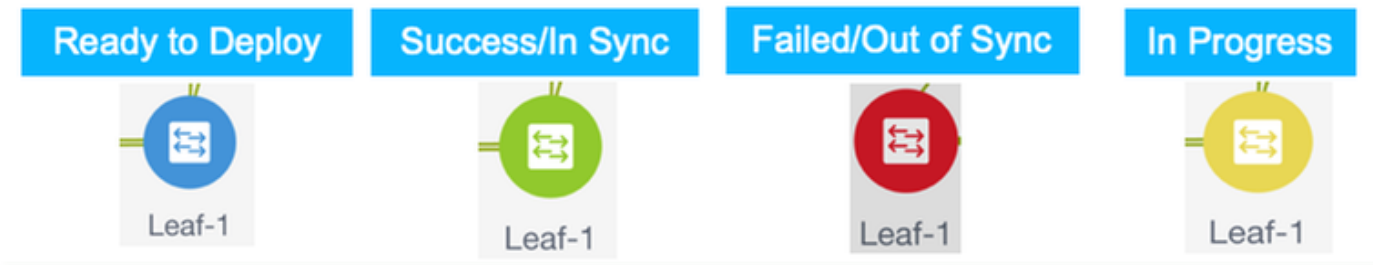 Ready to Deploy
Success/In Sync
Failed/Out of Sync
In Progress
Leaf-1
Leaf-1
Leaf-1
Leaf-1